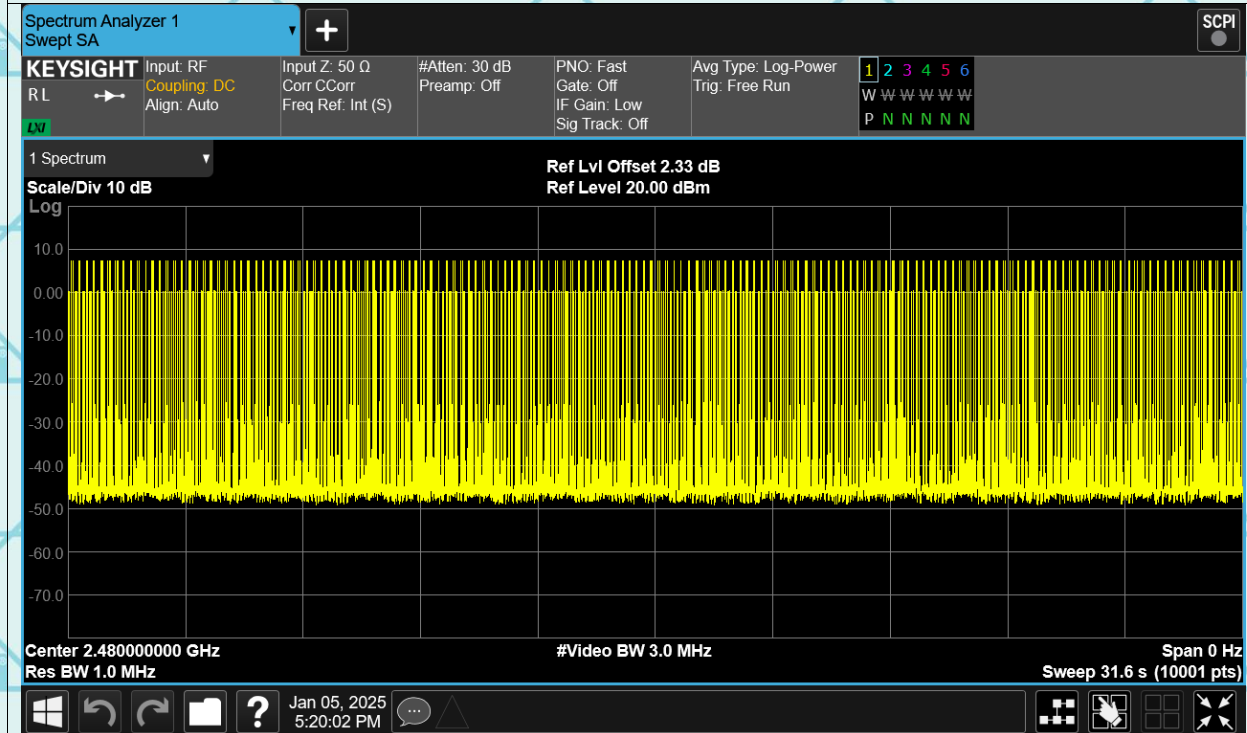 Spectrum Analyzer 1
Swept SA
SCPI
KEYSIGHT
R L
LXI
Input: RF
Coupling: DC
Align: Auto
Input Z: 50 Ω
Corr CCorr
Freq Ref: Int (S)
#Atten: 30 dB
Preamp: Off
PNO: Fast
Gate: Off
IF Gain: Low
Sig Track: Off
Avg Type: Log-Power
Trig: Free Run
1 2 3 4 5 6
W W W W W W
P N N N N N
1 Spectrum
Scale/Div 10 dB
Ref Lvl Offset 2.33 dB
Ref Level 20.00 dBm
Log
10.0
0.00
-10.0
-20.0
-30.0
-40.0
-50.0
-60.0
-70.0
Center 2.480000000 GHz
#Video BW 3.0 MHz
Span 0 Hz
Res BW 1.0 MHz
Sweep 31.6 s (10001 pts)
?
Jan 05, 2025
5:20:02 PM